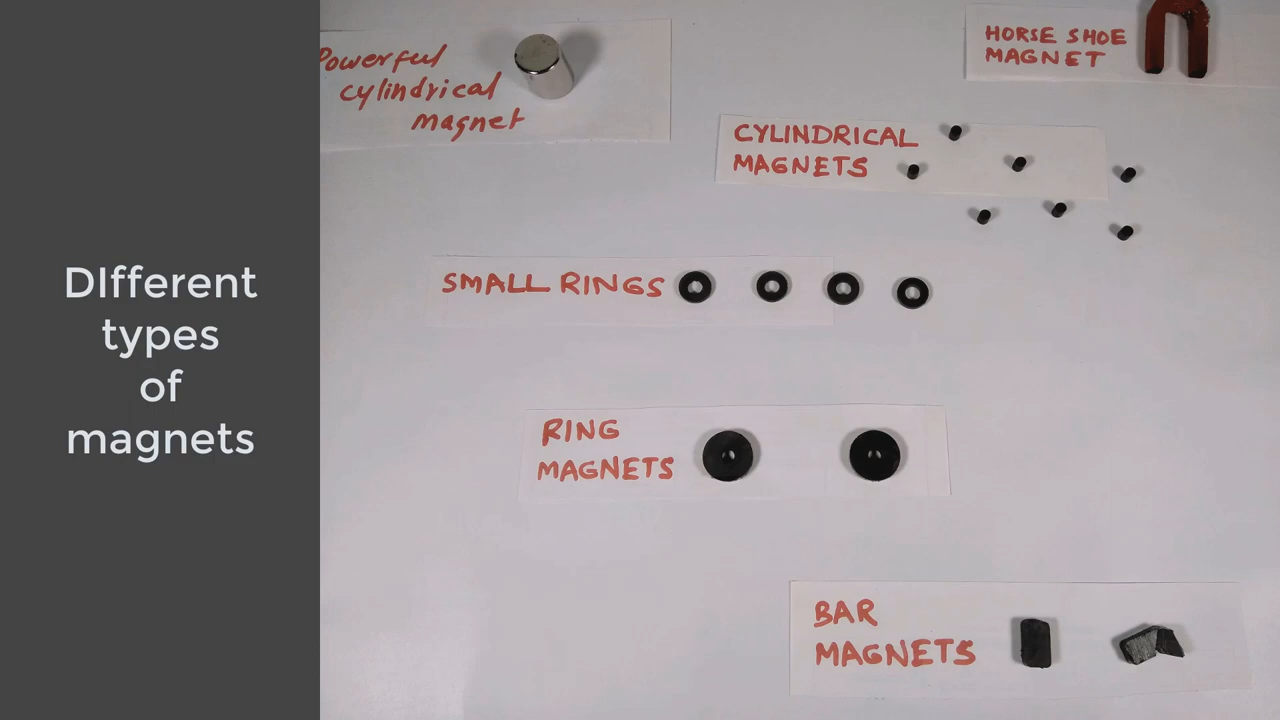 DIfferent
types
of
magnets
Powerful
cylindrical
magnet
HORSE SHOE
MAGNET
CYLINDRICAL
MAGNETS
SMALL RINGS
RING
MAGNETS
BAR
MAGNETS